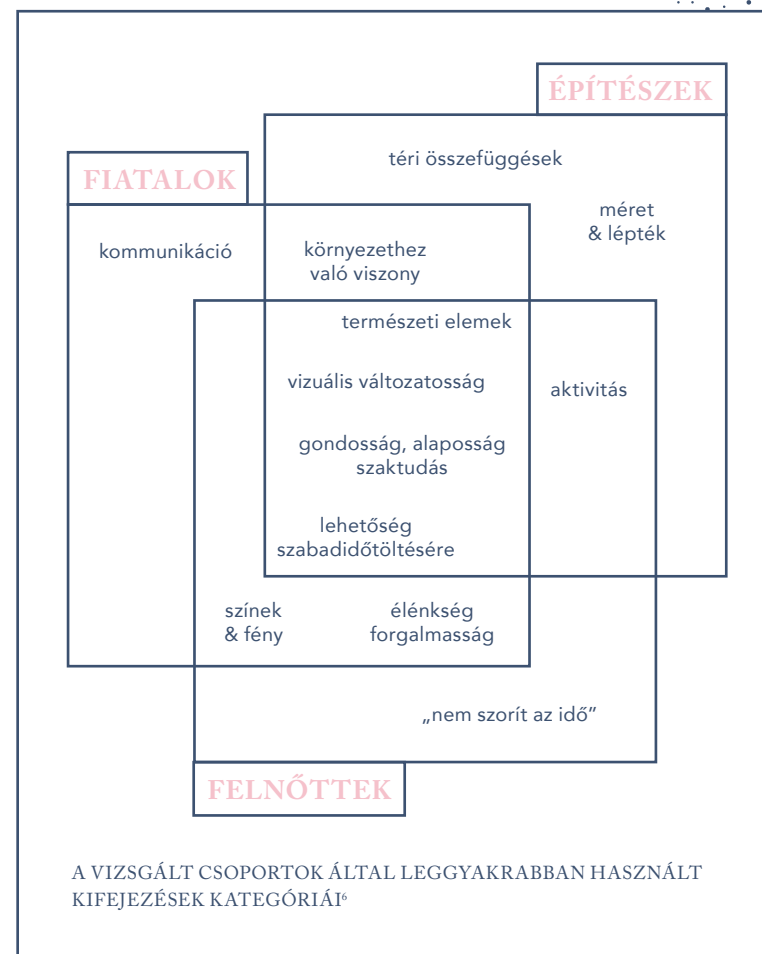 ÉPÍTÉSZEK
téri összefüggések
FIATALOK
méret
& lépték
kommunikáció
környezethez
való viszony
természeti elemek
vizuális változatosság
aktivitás
gondosság, alaposság
szaktudás
lehetőség
szabadidőtöltésére
színek
& fény
élénkség
forgalmasság
„nem szorít az idő”
FELNŐTTEK
A VIZSGÁLT CSOPORTOK ÁLTAL LEGGYAKRABBAN HASZNÁLT
KIFEJEZÉSEK KATEGÓRIÁI⁶